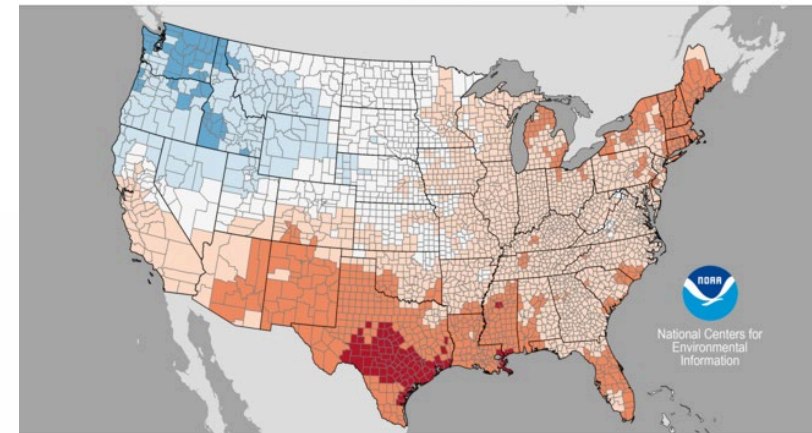 NOAA
National Centers for
Environmental
Information